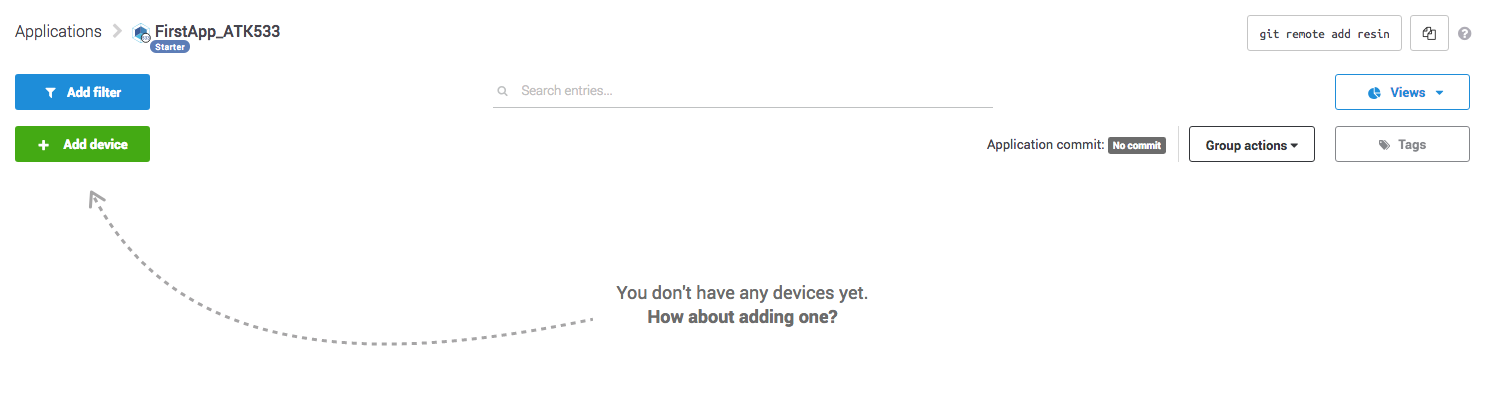 Applications FirstApp_ATK533 git remote add resin
Starter
Add filter Search entries... Views
Add device Application commit: No commit Group actions Tags
You don't have any devices yet.
How about adding one?